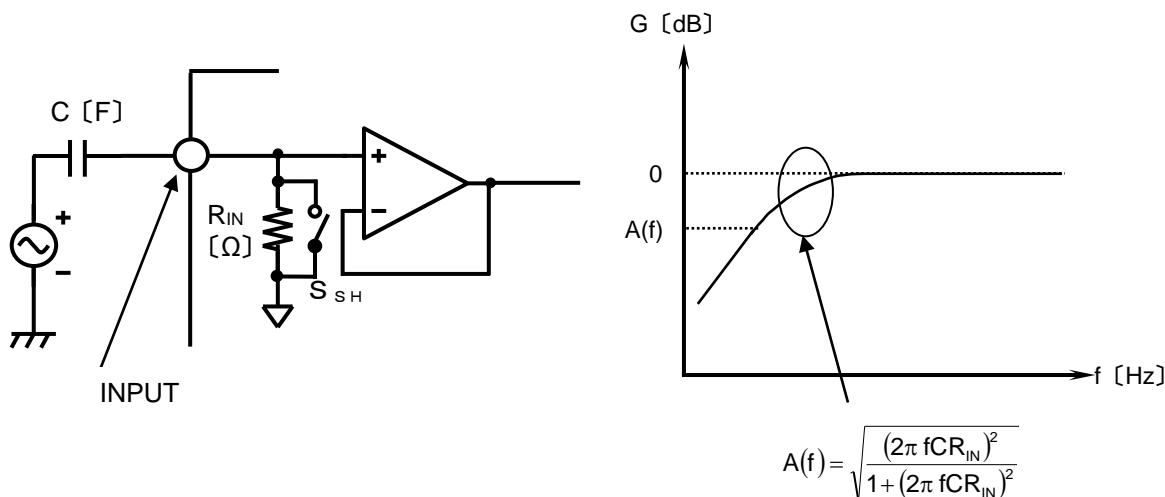 C〔F〕
+
−
INPUT
R_IN
〔Ω〕
S_SH
+
−
G〔dB〕
0
A(f)
f〔Hz〕
A(f) = √((2π fCR_IN)² / (1 + (2π fCR_IN)²))